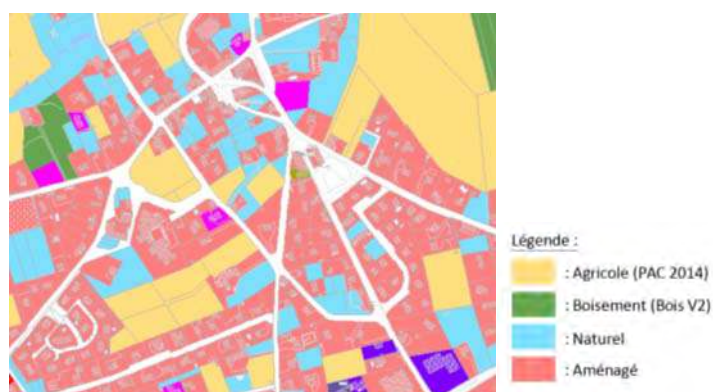 Légende :
: Agricole (PAC 2014)
: Boisement (Bois V2)
: Naturel
: Aménagé